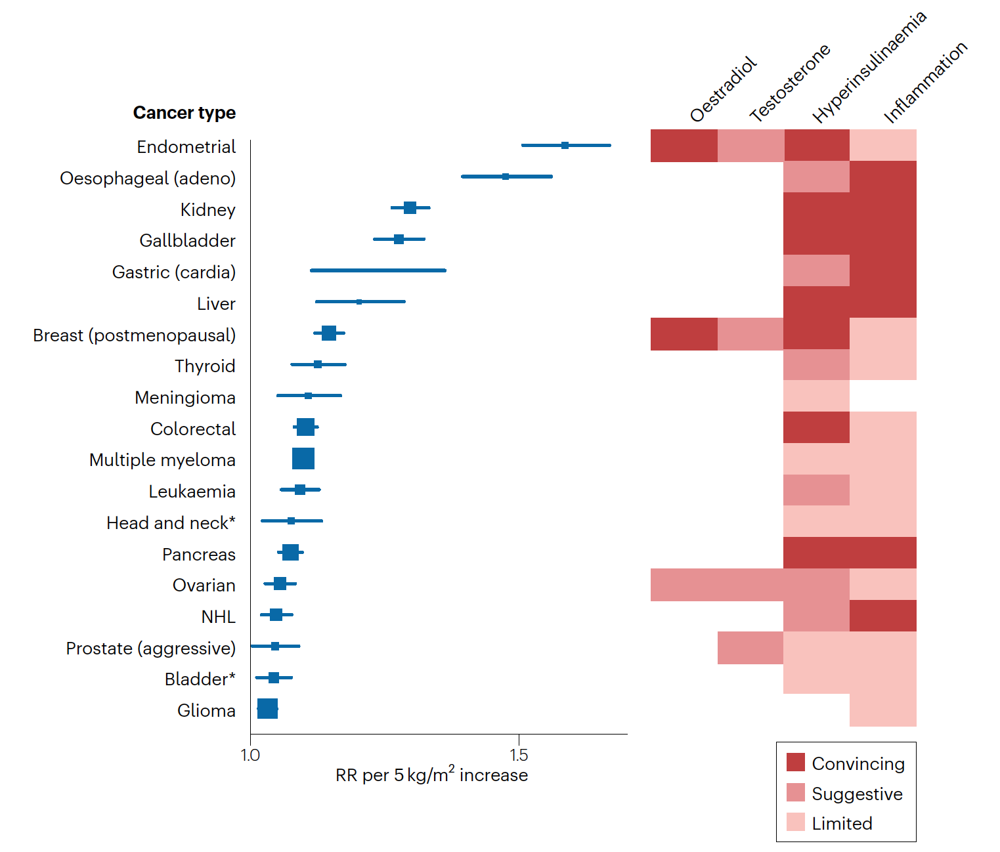 Oestradiol
Testosterone
Hyperinsulinaemia
Inflammation
Cancer type
Endometrial
Oesophageal (adeno)
Kidney
Gallbladder
Gastric (cardia)
Liver
Breast (postmenopausal)
Thyroid
Meningioma
Colorectal
Multiple myeloma
Leukaemia
Head and neck*
Pancreas
Ovarian
NHL
Prostate (aggressive)
Bladder*
Glioma
1.0 1.5
RR per 5 kg/m² increase
Convincing
Suggestive
Limited